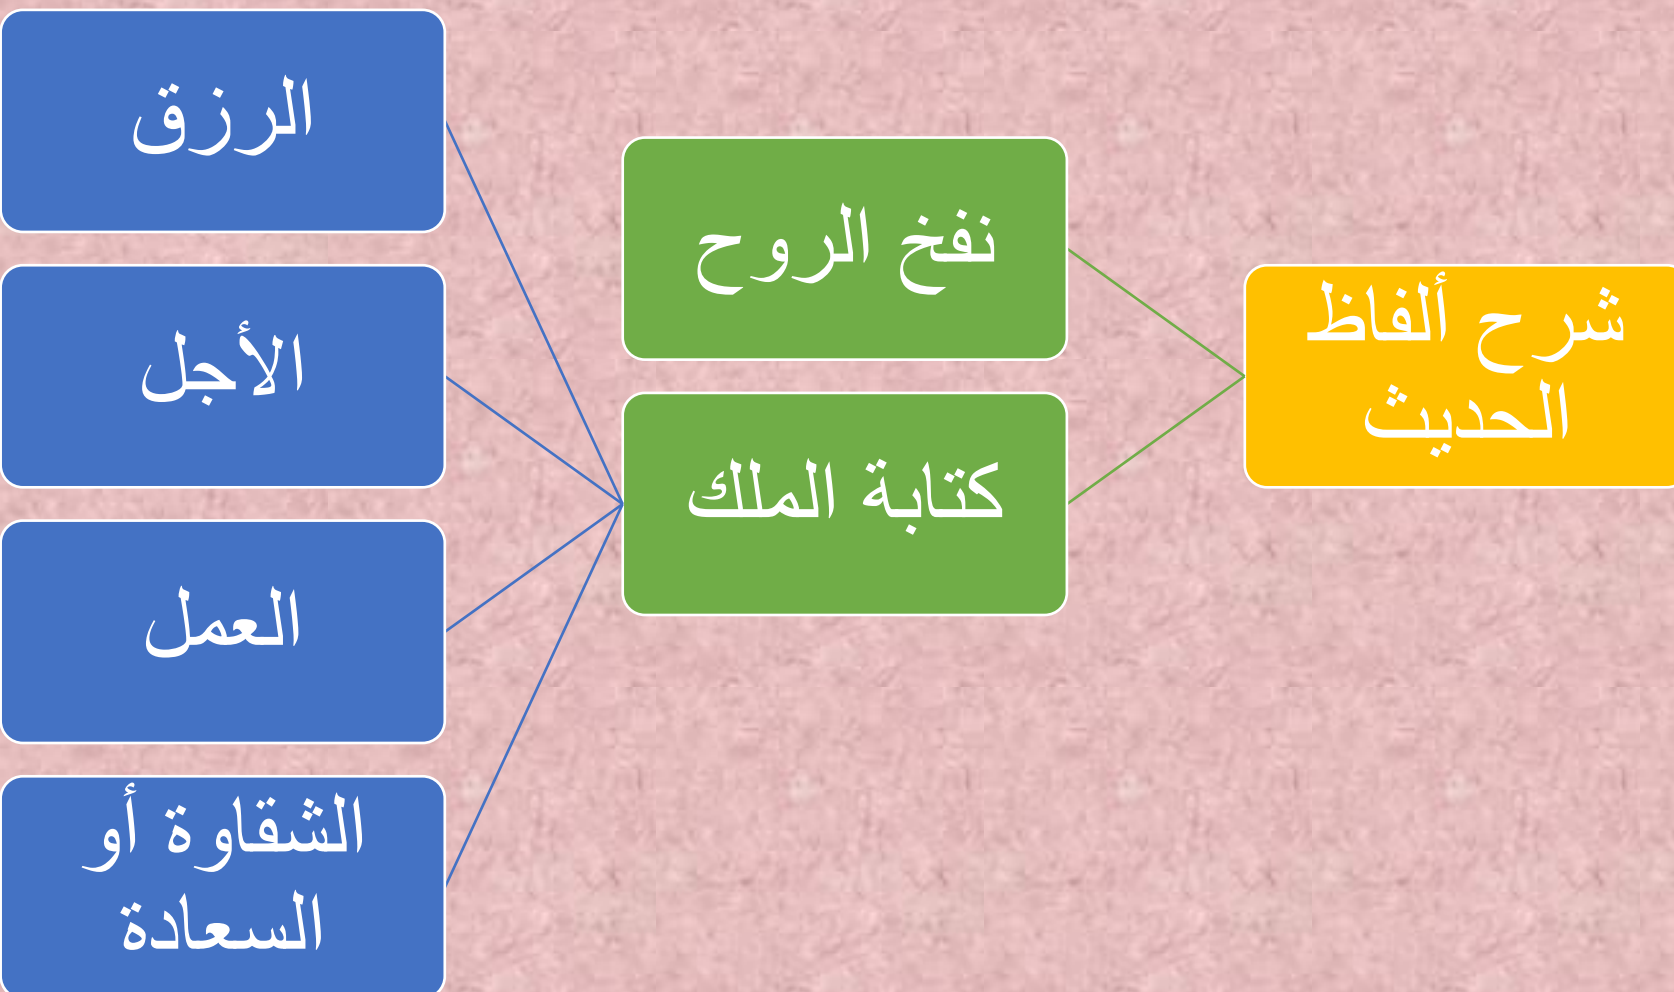 شرح ألفاظ
الحديث
نفخ الروح
كتابة الملك
الرزق
الأجل
العمل
الشقاوة أو
السعادة